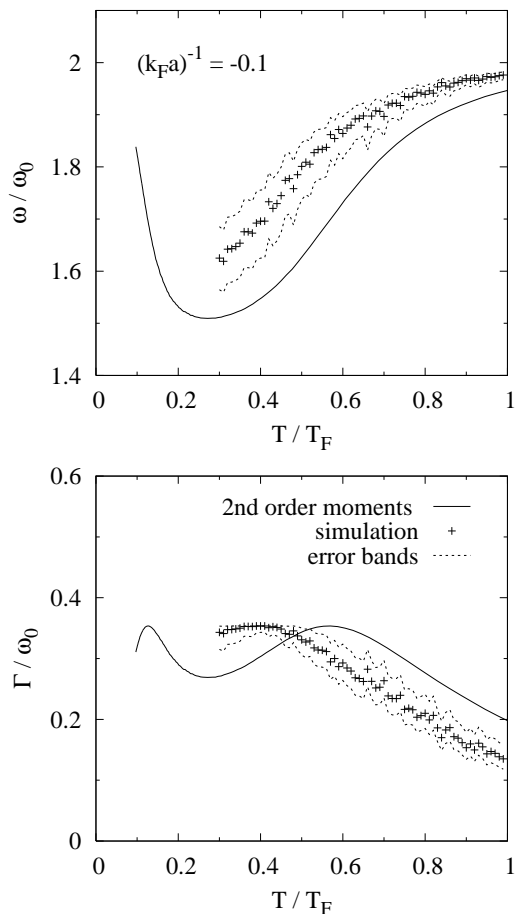 2
(k_F a)^-1 = -0.1
1.8
ω / ω_0
1.6
1.4
0 0.2 0.4 0.6 0.8 1
T / T_F
0.6
2nd order moments
simulation
error bands
0.4
Γ / ω_0
0.2
0
0 0.2 0.4 0.6 0.8 1
T / T_F